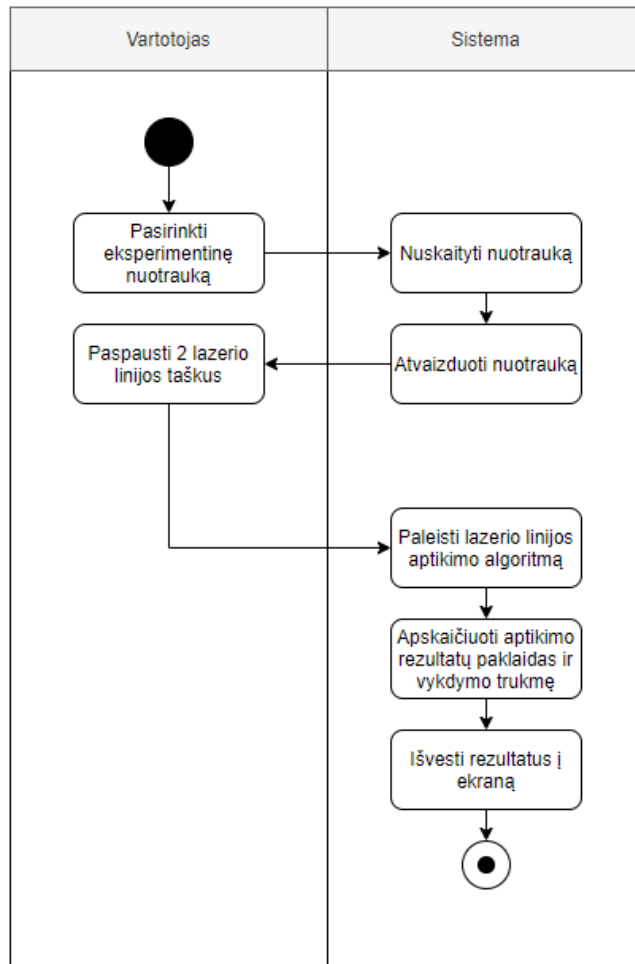 Vartotojas
Sistema
Pasirinkti
eksperimentinę
nuotrauką
Nuskaityti nuotrauką
Paspausti 2 lazerio
linijos taškus
Atvaizduoti nuotrauką
Paleisti lazerio linijos
aptikimo algoritmą
Apskaičiuoti aptikimo
rezultatų paklaidas ir
vykdymo trukmę
Išvesti rezultatus į
ekraną